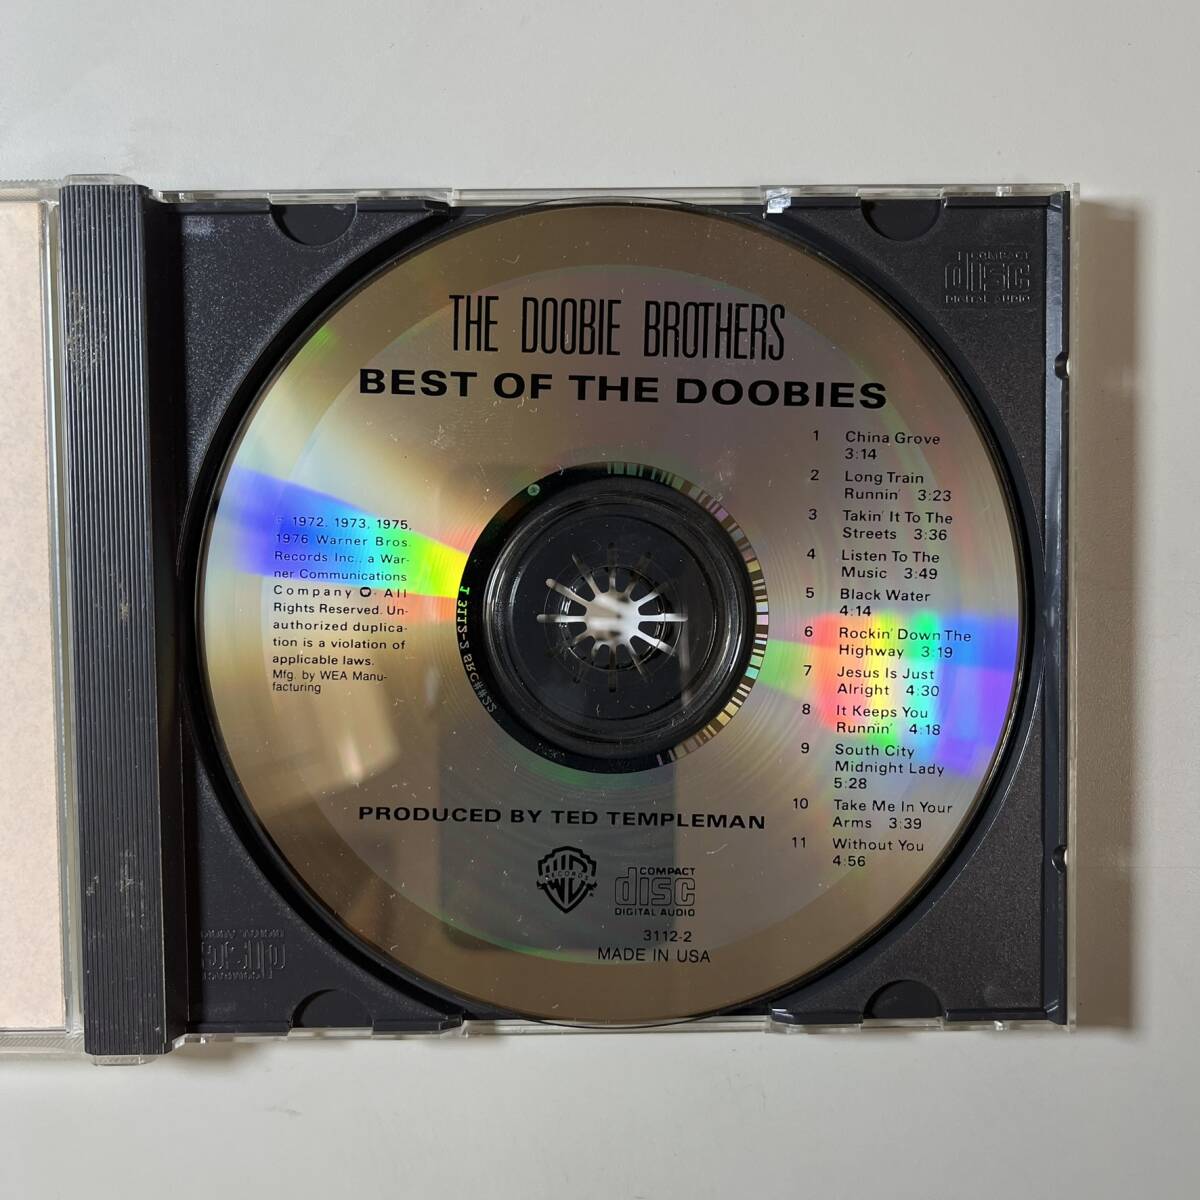 THE DOOBIE BROTHERS
BEST OF THE DOOBIES
1 China Grove
3:14
2 Long Train
Runnin' 3:23
3 Takin' It To The
Streets 3:36
4 Listen To The
Music 3:49
5 Black Water
4:14
6 Rockin' Down The
Highway 3:19
7 Jesus Is Just
Alright 4:30
8 It Keeps You
Runnin' 4:18
9 South City
Midnight Lady
5:28
10 Take Me In Your
Arms 3:39
11 Without You
4:56
℗ 1972, 1973, 1975,
1976 Warner Bros.
Records Inc., a War-
ner Communications
Company. All
Rights Reserved. Un-
authorized duplica-
tion is a violation of
applicable laws.
Mfg. by WEA Manu-
facturing
PRODUCED BY TED TEMPLEMAN
WB
RECORDS
COMPACT
disc
DIGITAL AUDIO
3112-2
MADE IN USA
COMPACT
disc
DIGITAL AUDIO